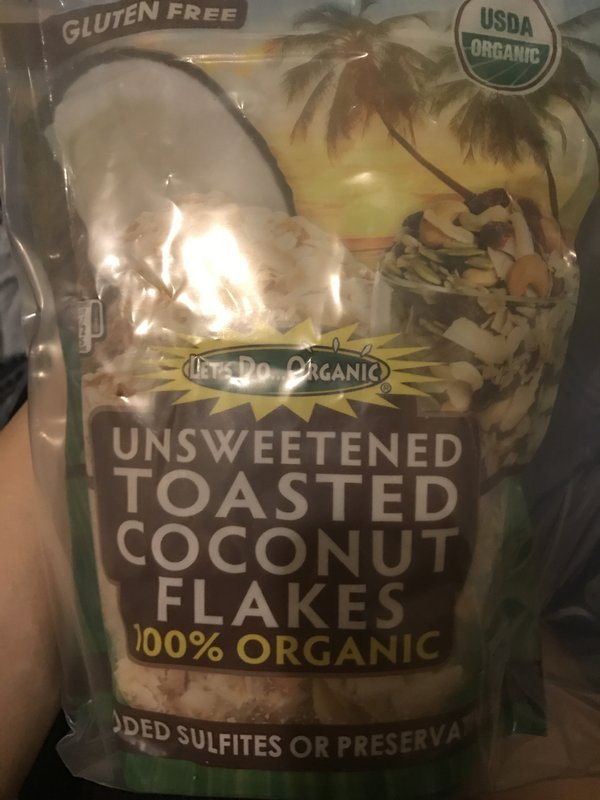 GLUTEN FREE
USDA
ORGANIC
LET'S DO...ORGANIC®
UNSWEETENED
TOASTED
COCONUT
FLAKES
100% ORGANIC
SULFITES OR